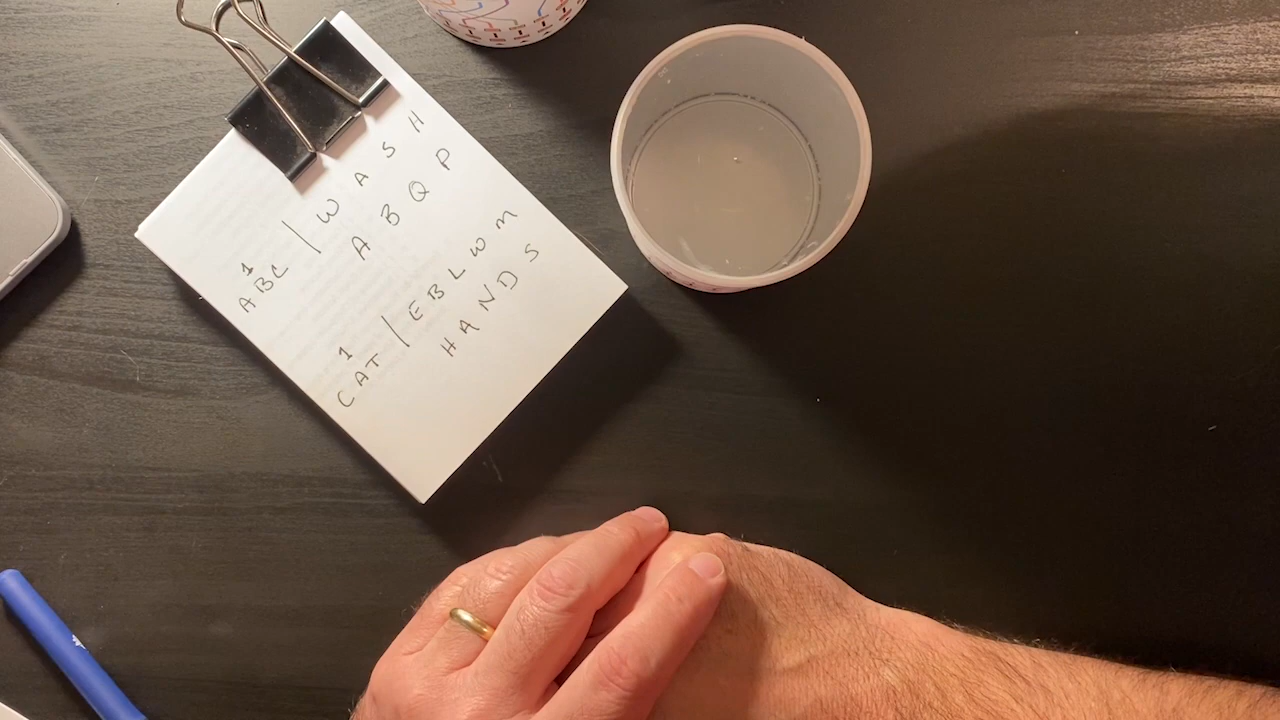 1
ABC / WASH
ABQP
1
CAT / EBLWM
HANDS